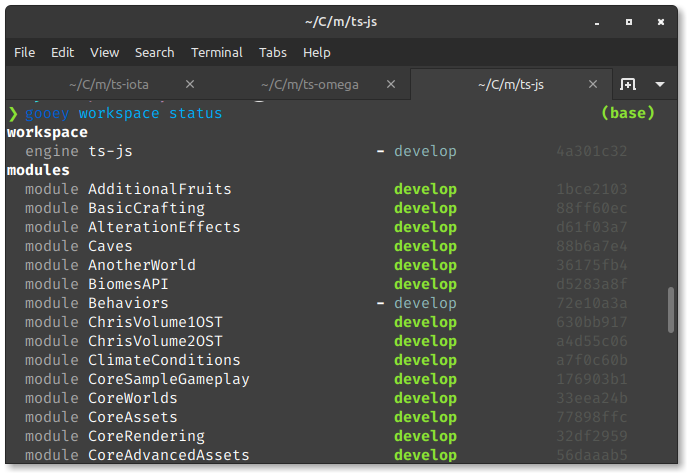 ~/C/m/ts-js
File Edit View Search Terminal Tabs Help
~/C/m/ts-iota ~/C/m/ts-omega ~/C/m/ts-js
❯ gooey workspace status (base)
workspace
engine ts-js - develop 4a301c32
modules
module AdditionalFruits develop 1bce2103
module BasicCrafting develop 88ff60ec
module AlterationEffects develop d61f03a7
module Caves develop 88b6a7e4
module AnotherWorld develop 36175fb4
module BiomesAPI develop d5283a8f
module Behaviors - develop 72e10a3a
module ChrisVolume1OST develop 630bb917
module ChrisVolume2OST develop a4d55c06
module ClimateConditions develop a7f0c60b
module CoreSampleGameplay develop 176903b1
module CoreWorlds develop 33eea24b
module CoreAssets develop 77898ffc
module CoreRendering develop 32df2959
module CoreAdvancedAssets develop 56daaab5